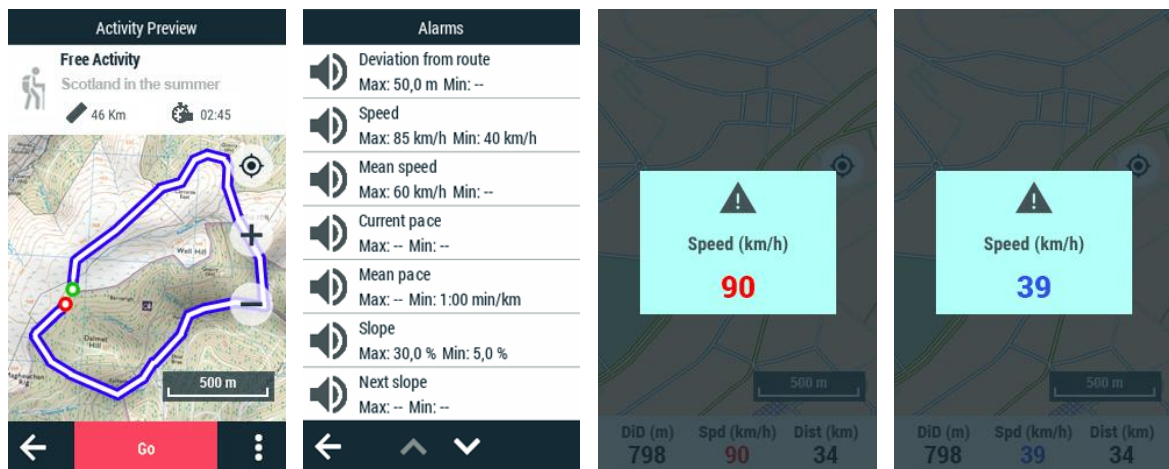 Activity Preview
Free Activity
Scotland in the summer
46 Km 02:45
Well Hill
Dalmet
Hill
500 m
Go
Alarms
Deviation from route
Max: 50,0 m Min: --
Speed
Max: 85 km/h Min: 40 km/h
Mean speed
Max: 60 km/h Min: --
Current pace
Max: -- Min: --
Mean pace
Max: -- Min: 1:00 min/km
Slope
Max: 30,0 % Min: 5,0 %
Next slope
Max: -- Min: --
Speed (km/h)
90
500 m
DiD (m) Spd (km/h) Dist (km)
798 90 34
Speed (km/h)
39
500 m
DiD (m) Spd (km/h) Dist (km)
798 39 34